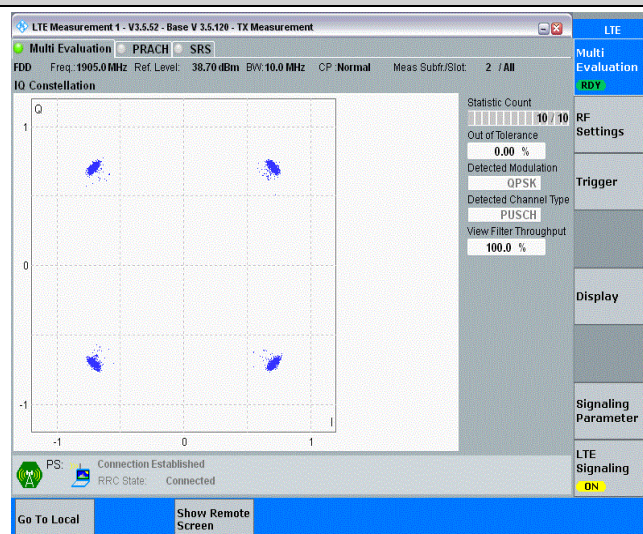 LTE Measurement 1 - V3.5.52 - Base V 3.5.120 - TX Measurement
LTE
Multi Evaluation PRACH SRS
FDD Freq.:1905.0 MHz Ref. Level: 38.70 dBm BW:10.0 MHz CP :Normal Meas Subfr./Slot: 2 / All
IQ Constellation
Q
1
0
-1
-1 0 1
I
Statistic Count
10 / 10
Out of Tolerance
0.00 %
Detected Modulation
QPSK
Detected Channel Type
PUSCH
View Filter Throughput
100.0 %
Multi
Evaluation
RDY
RF
Settings
Trigger
Display
Signaling
Parameter
LTE
Signaling
ON
PS: Connection Established
RRC State: Connected
Go To Local
Show Remote
Screen